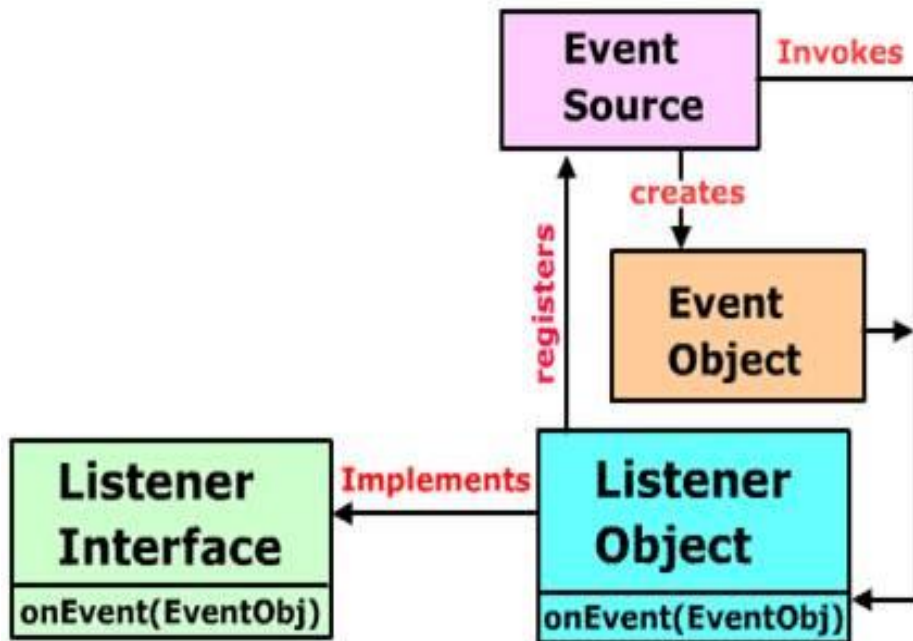 Event
Source
Invokes
creates
registers
Event
Object
Listener
Interface
onEvent(EventObj)
Implements
Listener
Object
onEvent(EventObj)